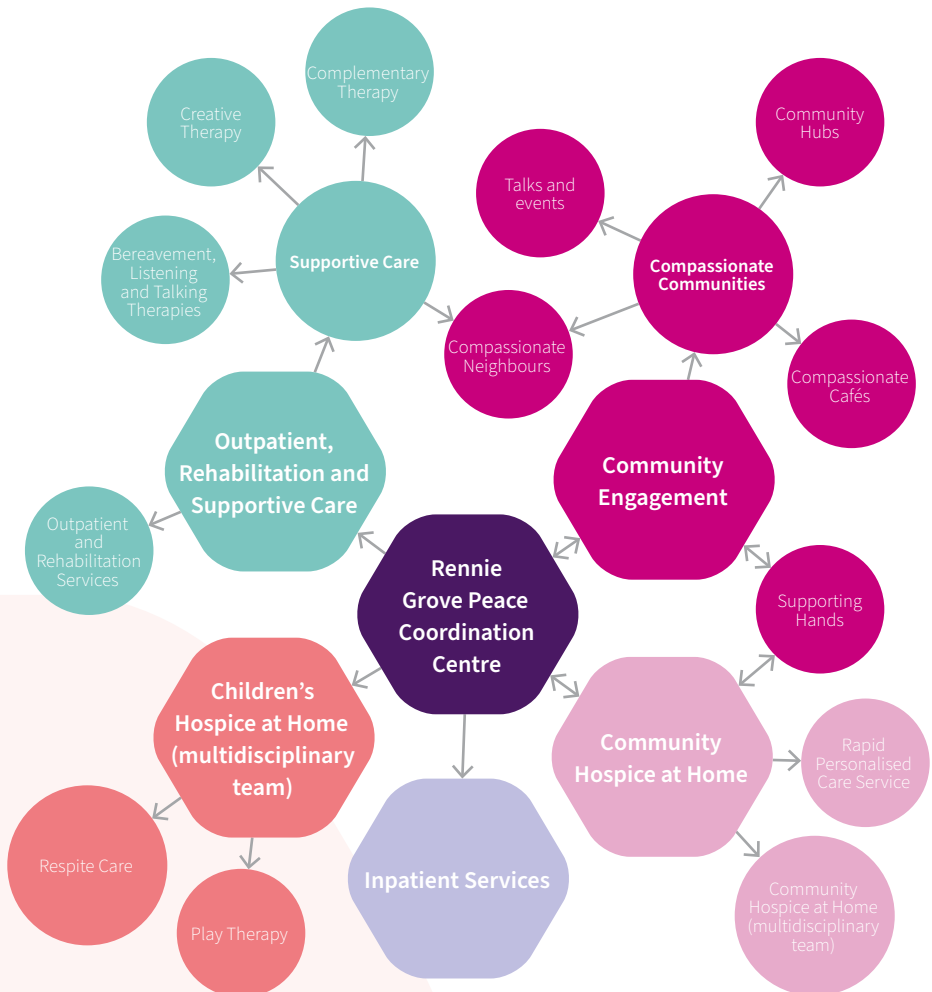 Complementary
Therapy
Creative
Therapy
Community
Hubs
Talks and
events
Bereavement,
Listening
and Talking
Therapies
Supportive Care
Compassionate
Communities
Compassionate
Neighbours
Compassionate
Cafés
Outpatient,
Rehabilitation and
Supportive Care
Community
Engagement
Outpatient
and
Rehabilitation
Services
Rennie
Grove Peace
Coordination
Centre
Supporting
Hands
Children’s
Hospice at Home
(multidisciplinary
team)
Community
Hospice at Home
Rapid
Personalised
Care Service
Respite Care
Play Therapy
Inpatient Services
Community
Hospice at Home
(multidisciplinary
team)